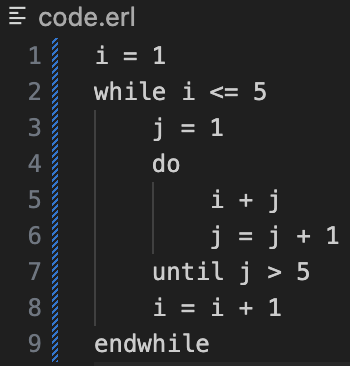 code.erl
1 i = 1
2 while i <= 5
3     j = 1
4     do
5         i + j
6         j = j + 1
7     until j > 5
8     i = i + 1
9 endwhile